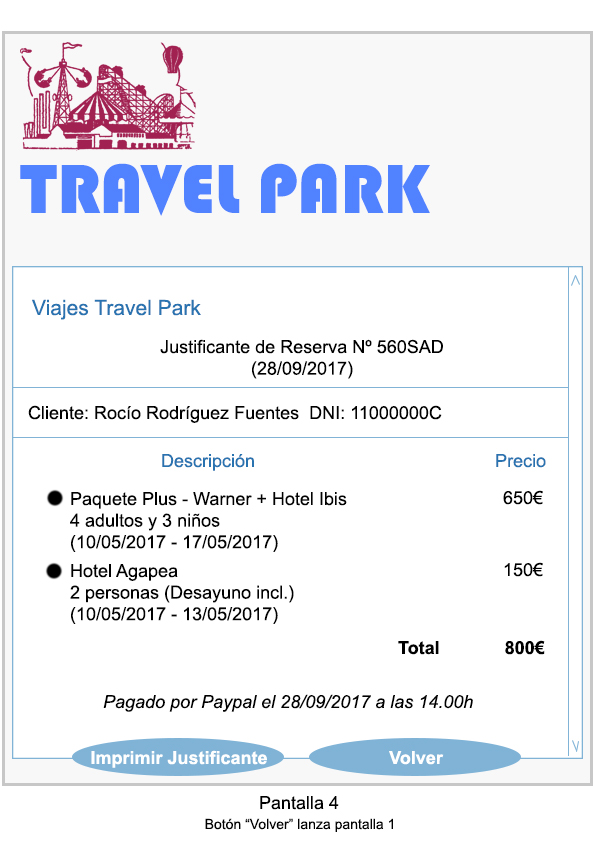 TRAVEL PARK
Viajes Travel Park
Justificante de Reserva Nº 560SAD
(28/09/2017)
Cliente: Rocío Rodríguez Fuentes  DNI: 11000000C
Descripción Precio
Paquete Plus - Warner + Hotel Ibis 650€
4 adultos y 3 niños
(10/05/2017 - 17/05/2017)
Hotel Agapea 150€
2 personas (Desayuno incl.)
(10/05/2017 - 13/05/2017)
Total 800€
Pagado por Paypal el 28/09/2017 a las 14.00h
Imprimir Justificante Volver
Pantalla 4
Botón “Volver” lanza pantalla 1